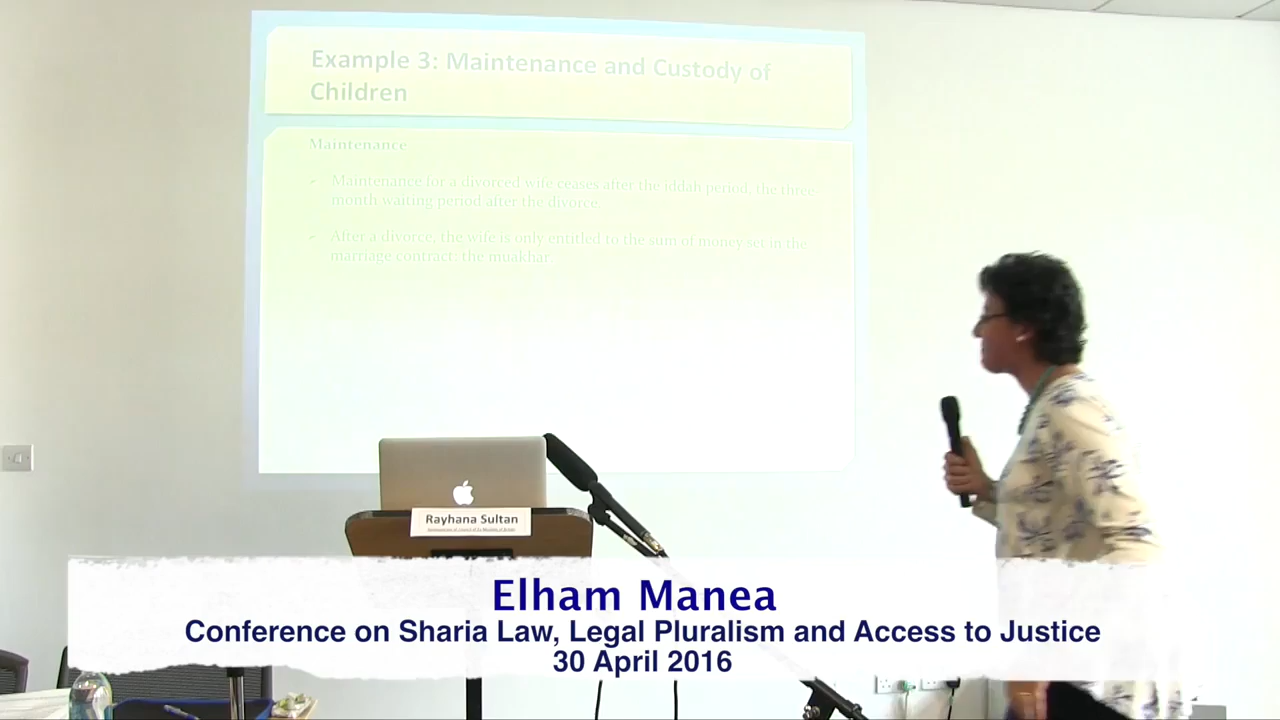 Example 3: Maintenance and Custody of
Children
Maintenance
Maintenance for a divorced wife ceases after the iddah period, the three
month waiting period after the divorce.
After a divorce, the wife is only entitled to the sum of money set in the
marriage contract: the muakhar.
Rayhana Sultan
Elham Manea
Conference on Sharia Law, Legal Pluralism and Access to Justice
30 April 2016